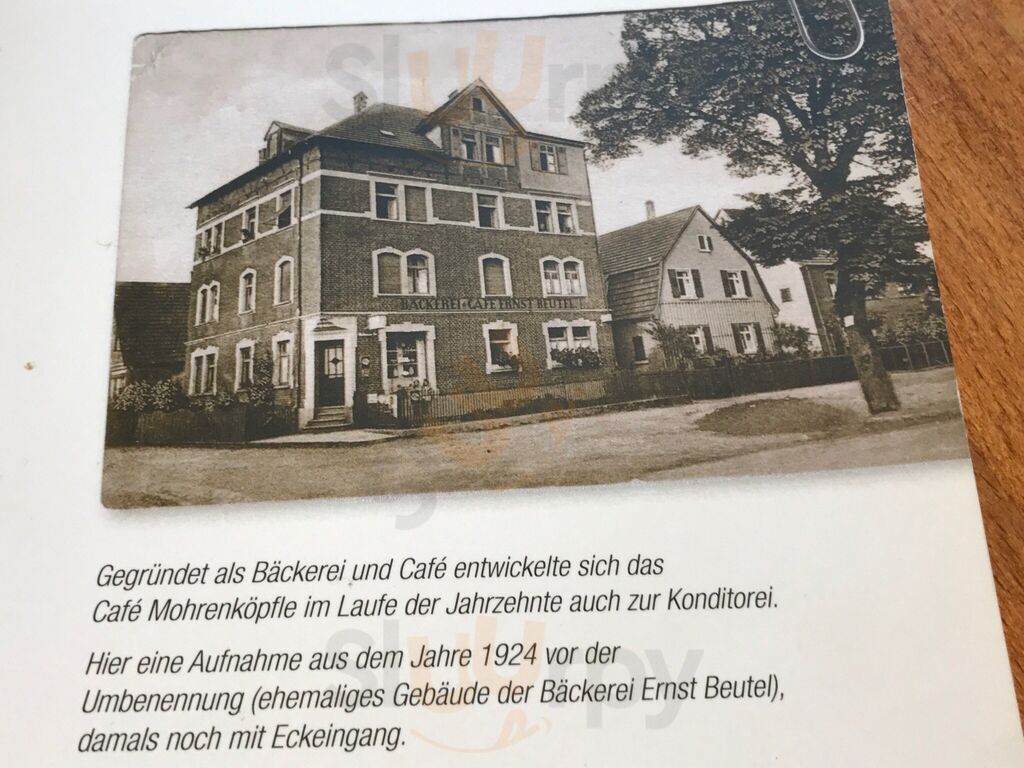 BÄCKEREI + CAFE ERNST BEUTEL
Gegründet als Bäckerei und Café entwickelte sich das
Café Mohrenköpfle im Laufe der Jahrzehnte auch zur Konditorei.
Hier eine Aufnahme aus dem Jahre 1924 vor der
Umbenennung (ehemaliges Gebäude der Bäckerei Ernst Beutel),
damals noch mit Eckeingang.
Sluurpy
Sluurpy